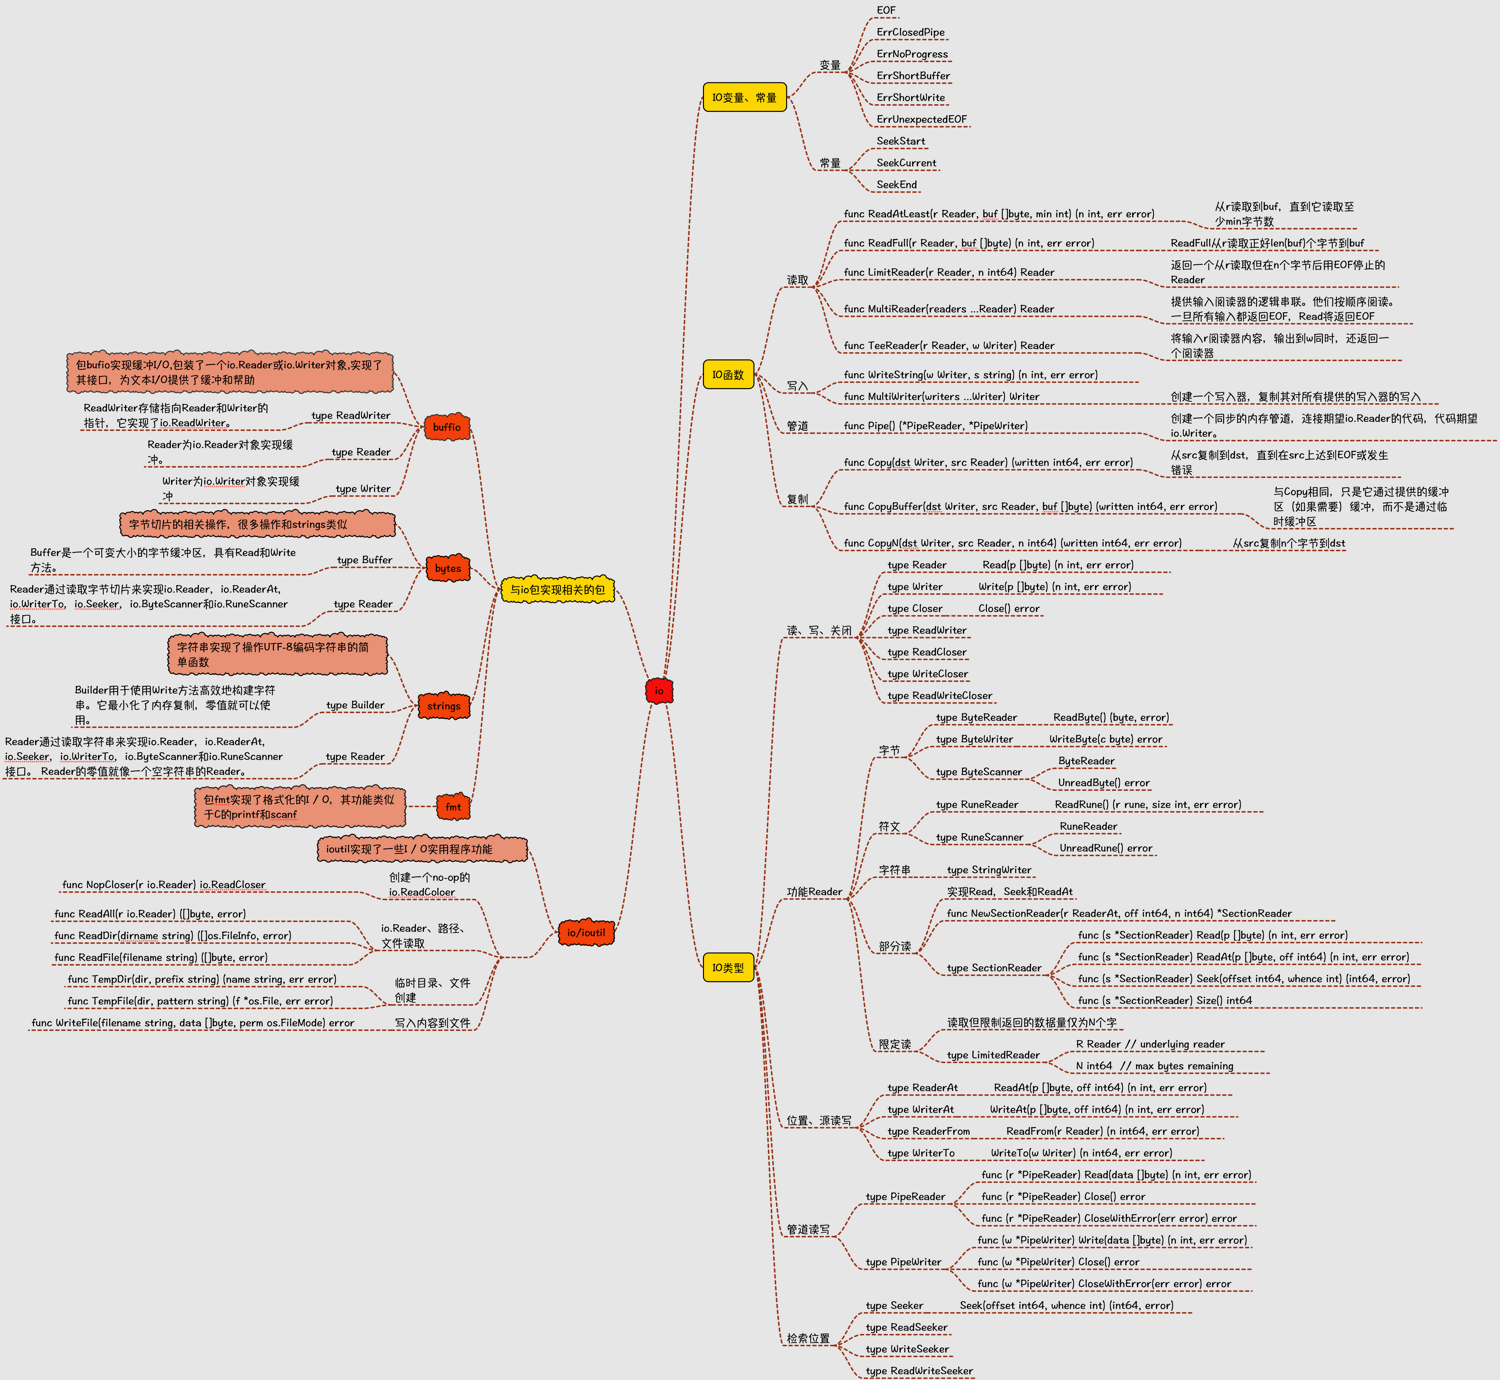 io
IO变量、常量
变量
EOF
ErrClosedPipe
ErrNoProgress
ErrShortBuffer
ErrShortWrite
ErrUnexpectedEOF
常量
SeekStart
SeekCurrent
SeekEnd
IO函数
读取
func ReadAtLeast(r Reader, buf []byte, min int) (n int, err error)
从r读取到buf，直到它读取至
少min字节数
func ReadFull(r Reader, buf []byte) (n int, err error)
ReadFull从r读取正好len(buf)个字节到buf
func LimitReader(r Reader, n int64) Reader
返回一个从r读取但在n个字节后用EOF停止的
Reader
func MultiReader(readers ...Reader) Reader
提供输入阅读器的逻辑串联。他们按顺序阅读。
一旦所有输入都返回EOF，Read将返回EOF
func TeeReader(r Reader, w Writer) Reader
将输入r阅读器内容，输出到w同时，还返回一
个阅读器
写入
func WriteString(w Writer, s string) (n int, err error)
func MultiWriter(writers ...Writer) Writer
创建一个写入器，复制其对所有提供的写入器的写入
管道
func Pipe() (*PipeReader, *PipeWriter)
创建一个同步的内存管道，连接期望io.Reader的代码，代码期望
io.Writer。
复制
func Copy(dst Writer, src Reader) (written int64, err error)
从src复制到dst，直到在src上达到EOF或发生
错误
func CopyBuffer(dst Writer, src Reader, buf []byte) (written int64, err error)
与Copy相同，只是它通过提供的缓冲
区（如果需要）缓冲，而不是通过临
时缓冲区
func CopyN(dst Writer, src Reader, n int64) (written int64, err error)
从src复制n个字节到dst
IO类型
读、写、关闭
type Reader
Read(p []byte) (n int, err error)
type Writer
Write(p []byte) (n int, err error)
type Closer
Close() error
type ReadWriter
type ReadCloser
type WriteCloser
type ReadWriteCloser
功能Reader
字节
type ByteReader
ReadByte() (byte, error)
type ByteWriter
WriteByte(c byte) error
type ByteScanner
ByteReader
UnreadByte() error
符文
type RuneReader
ReadRune() (r rune, size int, err error)
type RuneScanner
RuneReader
UnreadRune() error
字符串
type StringWriter
部分读
实现Read，Seek和ReadAt
func NewSectionReader(r ReaderAt, off int64, n int64) *SectionReader
type SectionReader
func (s *SectionReader) Read(p []byte) (n int, err error)
func (s *SectionReader) ReadAt(p []byte, off int64) (n int, err error)
func (s *SectionReader) Seek(offset int64, whence int) (int64, error)
func (s *SectionReader) Size() int64
限定读
读取但限制返回的数据量仅为N个字
type LimitedReader
R Reader // underlying reader
N int64  // max bytes remaining
位置、源读写
type ReaderAt
ReadAt(p []byte, off int64) (n int, err error)
type WriterAt
WriteAt(p []byte, off int64) (n int, err error)
type ReaderFrom
ReadFrom(r Reader) (n int64, err error)
type WriterTo
WriteTo(w Writer) (n int64, err error)
管道读写
type PipeReader
func (r *PipeReader) Read(data []byte) (n int, err error)
func (r *PipeReader) Close() error
func (r *PipeReader) CloseWithError(err error) error
type PipeWriter
func (w *PipeWriter) Write(data []byte) (n int, err error)
func (w *PipeWriter) Close() error
func (w *PipeWriter) CloseWithError(err error) error
检索位置
type Seeker
Seek(offset int64, whence int) (int64, error)
type ReadSeeker
type WriteSeeker
type ReadWriteSeeker
与io包实现相关的包
buffio
包bufio实现缓冲I/O,包装了一个io.Reader或io.Writer对象,实现了
其接口，为文本I/O提供了缓冲和帮助
type ReadWriter
ReadWriter存储指向Reader和Writer的
指针，它实现了io.ReadWriter。
type Reader
Reader为io.Reader对象实现缓
冲。
type Writer
Writer为io.Writer对象实现缓
冲
bytes
字节切片的相关操作，很多操作和strings类似
type Buffer
Buffer是一个可变大小的字节缓冲区，具有Read和Write
方法。
type Reader
Reader通过读取字节切片来实现io.Reader，io.ReaderAt,
io.WriterTo，io.Seeker，io.ByteScanner和io.RuneScanner
接口。
strings
字符串实现了操作UTF-8编码字符串的简
单函数
type Builder
Builder用于使用Write方法高效地构建字符
串。它最小化了内存复制，零值就可以使
用。
type Reader
Reader通过读取字符串来实现io.Reader，io.ReaderAt,
io.Seeker，io.WriterTo，io.ByteScanner和io.RuneScanner
接口。 Reader的零值就像一个空字符串的Reader。
fmt
包fmt实现了格式化的I / O，其功能类似
于C的printf和scanf
io/ioutil
ioutil实现了一些I / O实用程序功能
创建一个no-op的
io.ReadColoer
func NopCloser(r io.Reader) io.ReadCloser
io.Reader、路径、
文件读取
func ReadAll(r io.Reader) ([]byte, error)
func ReadDir(dirname string) ([]os.FileInfo, error)
func ReadFile(filename string) ([]byte, error)
临时目录、文件
创建
func TempDir(dir, prefix string) (name string, err error)
func TempFile(dir, pattern string) (f *os.File, err error)
写入内容到文件
func WriteFile(filename string, data []byte, perm os.FileMode) error